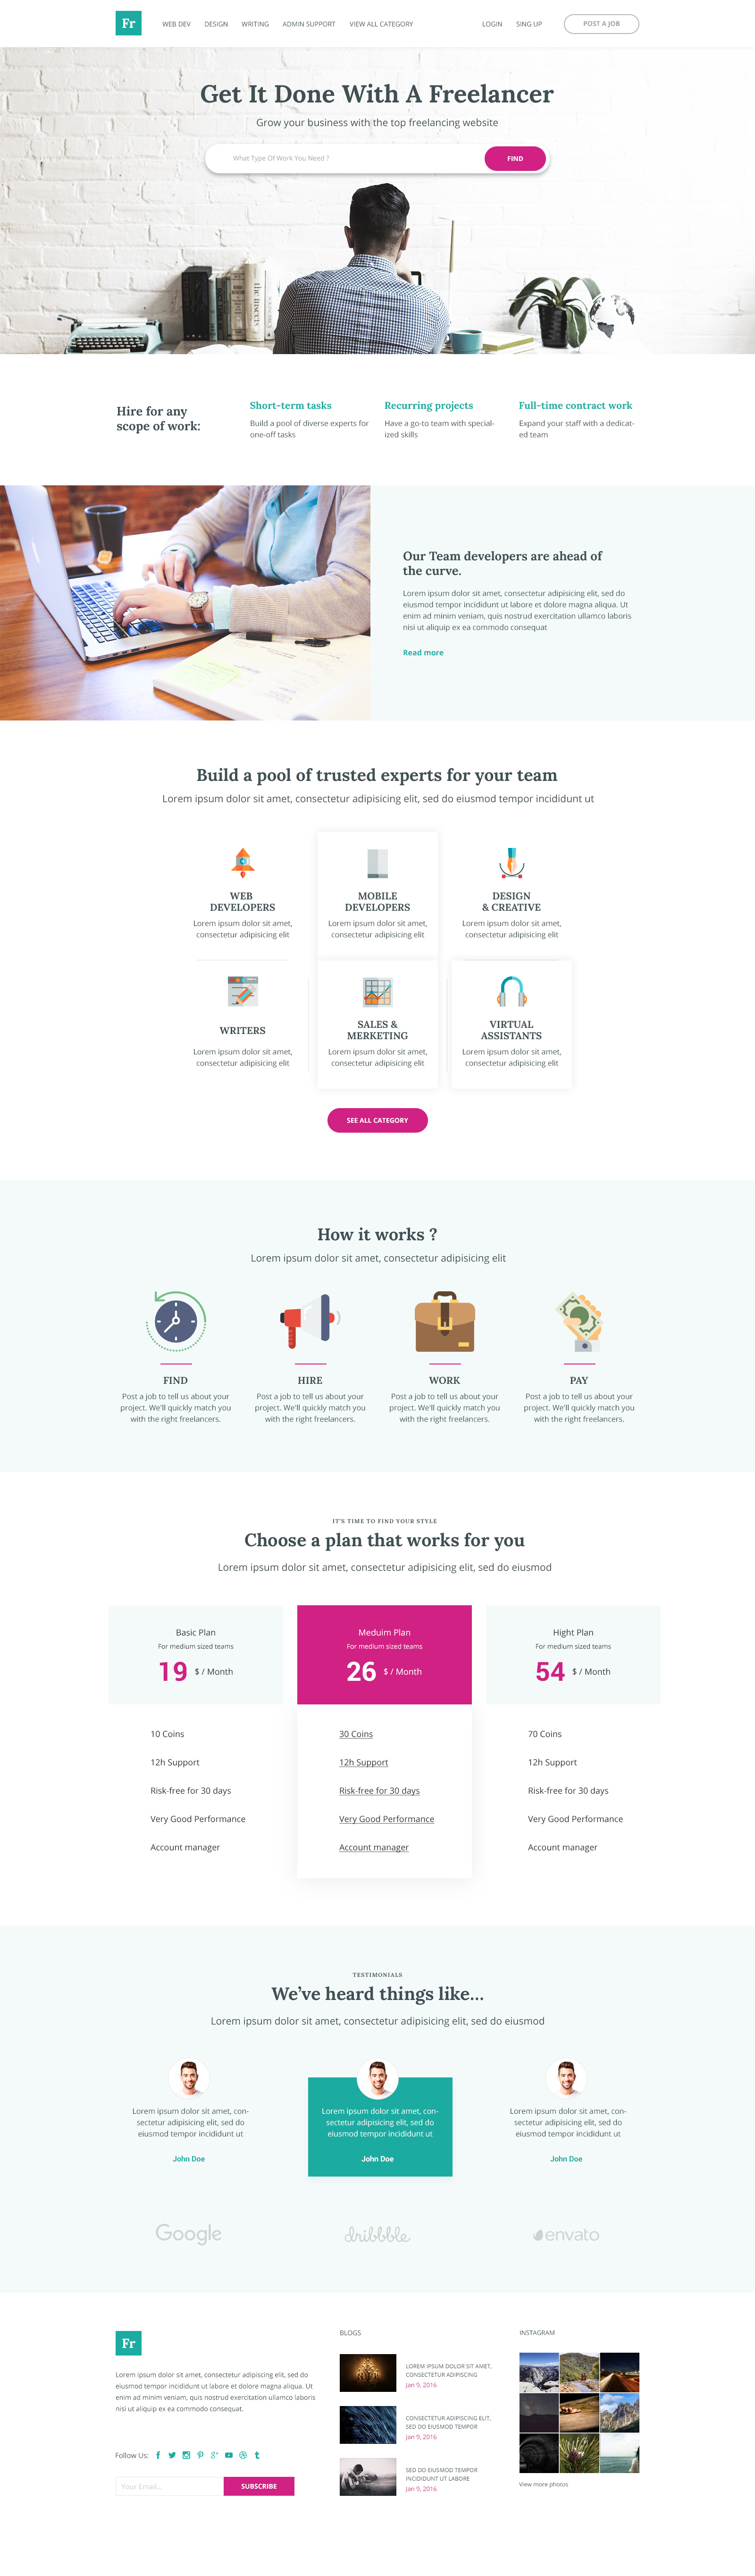 Fr
WEB DEV DESIGN WRITING ADMIN SUPPORT VIEW ALL CATEGORY LOGIN SING UP POST A JOB
Get It Done With A Freelancer
Grow your business with the top freelancing website
What Type Of Work You Need ?
FIND
Hire for any
scope of work:
Short-term tasks
Build a pool of diverse experts for
one-off tasks
Recurring projects
Have a go-to team with special-
ized skills
Full-time contract work
Expand your staff with a dedicat-
ed team
Our Team developers are ahead of
the curve.
Lorem ipsum dolor sit amet, consectetur adipisicing elit, sed do
eiusmod tempor incididunt ut labore et dolore magna aliqua. Ut
enim ad minim veniam, quis nostrud exercitation ullamco laboris
nisi ut aliquip ex ea commodo consequat
Read more
Build a pool of trusted experts for your team
Lorem ipsum dolor sit amet, consectetur adipisicing elit, sed do eiusmod tempor incididunt ut
WEB
DEVELOPERS
Lorem ipsum dolor sit amet,
consectetur adipisicing elit
MOBILE
DEVELOPERS
Lorem ipsum dolor sit amet,
consectetur adipisicing elit
DESIGN
& CREATIVE
Lorem ipsum dolor sit amet,
consectetur adipisicing elit
WRITERS
Lorem ipsum dolor sit amet,
consectetur adipisicing elit
SALES &
MERKETING
Lorem ipsum dolor sit amet,
consectetur adipisicing elit
VIRTUAL
ASSISTANTS
Lorem ipsum dolor sit amet,
consectetur adipisicing elit
SEE ALL CATEGORY
How it works ?
Lorem ipsum dolor sit amet, consectetur adipisicing elit
FIND
Post a job to tell us about your
project. We'll quickly match you
with the right freelancers.
HIRE
Post a job to tell us about your
project. We'll quickly match you
with the right freelancers.
WORK
Post a job to tell us about your
project. We'll quickly match you
with the right freelancers.
PAY
Post a job to tell us about your
project. We'll quickly match you
with the right freelancers.
IT'S TIME TO FIND YOUR STYLE
Choose a plan that works for you
Lorem ipsum dolor sit amet, consectetur adipisicing elit, sed do eiusmod
Basic Plan
For medium sized teams
19 $ / Month
10 Coins
12h Support
Risk-free for 30 days
Very Good Performance
Account manager
Meduim Plan
For medium sized teams
26 $ / Month
30 Coins
12h Support
Risk-free for 30 days
Very Good Performance
Account manager
Hight Plan
For medium sized teams
54 $ / Month
70 Coins
12h Support
Risk-free for 30 days
Very Good Performance
Account manager
TESTIMONIALS
We've heard things like...
Lorem ipsum dolor sit amet, consectetur adipisicing elit, sed do eiusmod
Lorem ipsum dolor sit amet, con-
sectetur adipisicing elit, sed do
eiusmod tempor incididunt ut
John Doe
Lorem ipsum dolor sit amet, con-
sectetur adipisicing elit, sed do
eiusmod tempor incididunt ut
John Doe
Lorem ipsum dolor sit amet, con-
sectetur adipisicing elit, sed do
eiusmod tempor incididunt ut
John Doe
Google dribbble envato
Fr
Lorem ipsum dolor sit amet, consectetur adipisicing elit, sed do
eiusmod tempor incididunt ut labore et dolore magna aliqua. Ut
enim ad minim veniam, quis nostrud exercitation ullamco laboris
nisi ut aliquip ex ea commodo consequat.
Follow Us:
Your Email...
SUBSCRIBE
BLOGS
LOREM IPSUM DOLOR SIT AMET,
CONSECTETUR ADIPISICING
Jan 9, 2016
CONSECTETUR ADIPISICING ELIT,
SED DO EIUSMOD TEMPOR
Jan 9, 2016
SED DO EIUSMOD TEMPOR
INCIDIDUNT UT LABORE
Jan 9, 2016
INSTAGRAM
View more photos